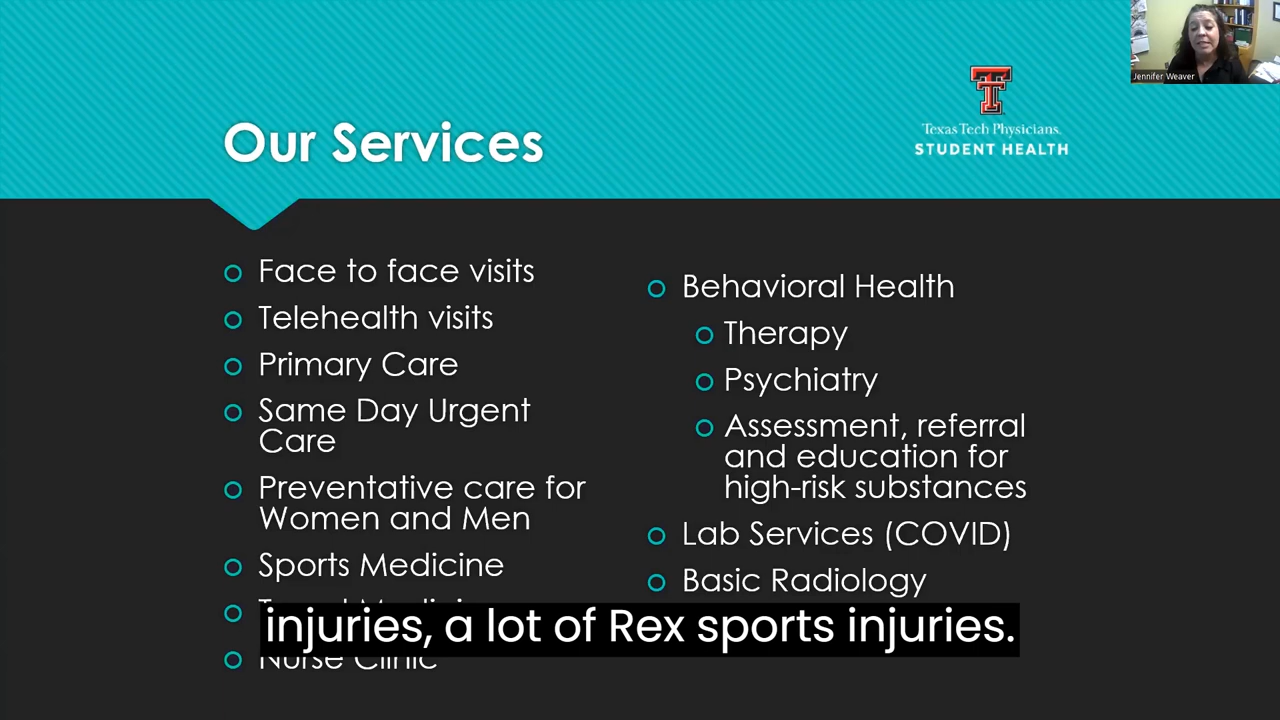 Jennifer Weaver
Texas Tech Physicians.
STUDENT HEALTH
Our Services
Face to face visits
Telehealth visits
Primary Care
Same Day Urgent
Care
Preventative care for
Women and Men
Sports Medicine
Nurse Clinic
Behavioral Health
Therapy
Psychiatry
Assessment, referral
and education for
high-risk substances
Lab Services (COVID)
Basic Radiology
injuries, a lot of Rex sports injuries.